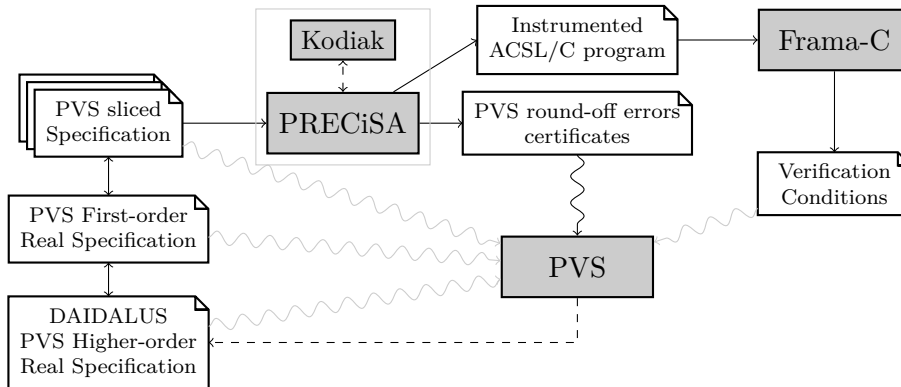 Kodiak
PRECiSA
Instrumented
ACSL/C program
Frama-C
PVS sliced
Specification
PVS round-off errors
certificates
Verification
Conditions
PVS First-order
Real Specification
PVS
DAIDALUS
PVS Higher-order
Real Specification